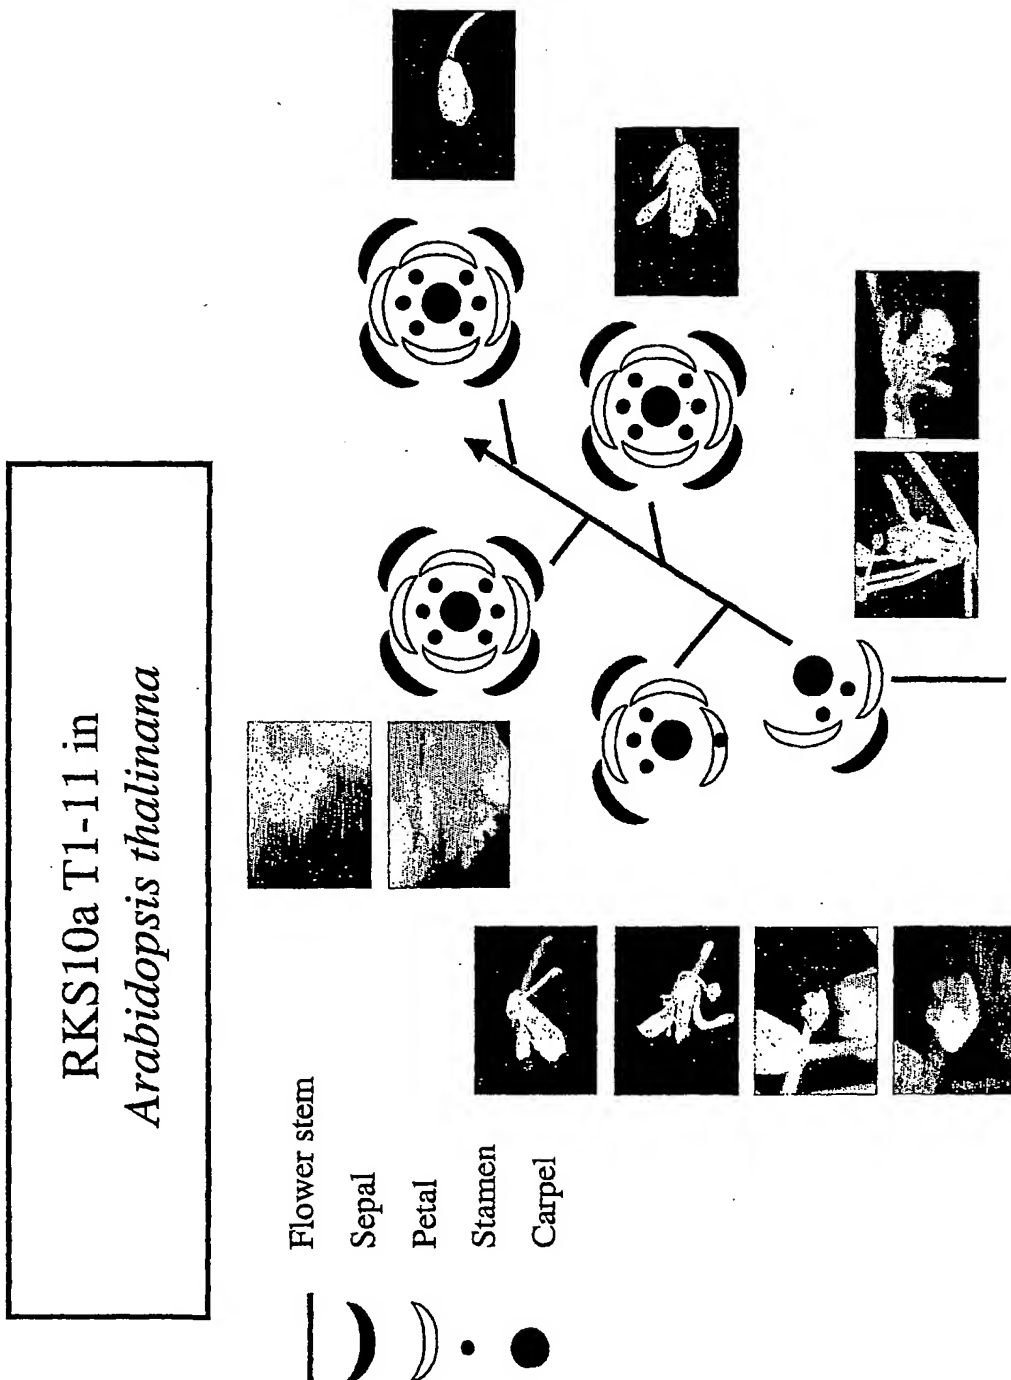 RKS10a T1-11 in
Arabidopsis thalinana
Flower stem
Sepal
Petal
Stamen
Carpel